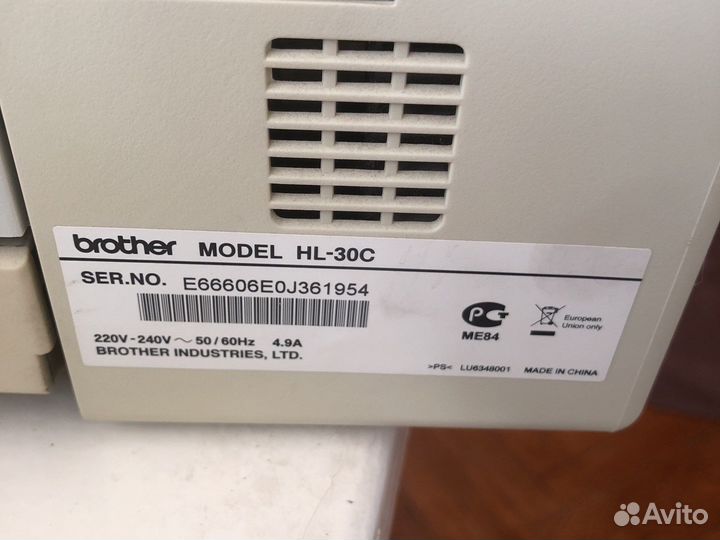 brother MODEL HL-30C
SER.NO. E66606E0J361954
220V-240V ~ 50/60Hz 4.9A
BROTHER INDUSTRIES, LTD.
PG
ME84
European
Union only
>PS< LU6348001 MADE IN CHINA
Avito